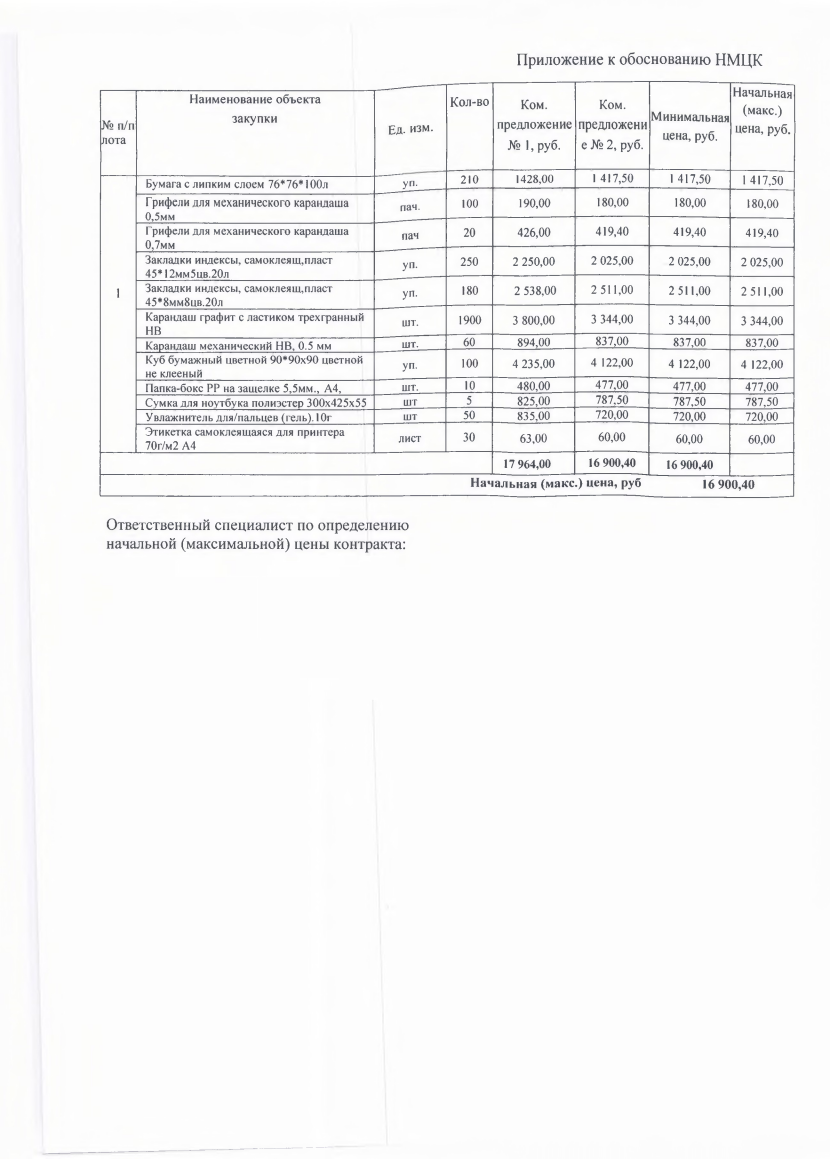 Приложение к обоснованию НМЦК
№ п/п лота | Наименование объекта закупки | Ед. изм. | Кол-во | Ком. предложение № 1, руб. | Ком. предложени е № 2, руб. | Минимальная цена, руб. | Начальная (макс.) цена, руб.
1
Бумага с липким слоем 76*76*100л | уп. | 210 | 1428,00 | 1 417,50 | 1 417,50 | 1 417,50
Грифели для механического карандаша 0,5мм | пач. | 100 | 190,00 | 180,00 | 180,00 | 180,00
Грифели для механического карандаша 0,7мм | пач | 20 | 426,00 | 419,40 | 419,40 | 419,40
Закладки индексы, самоклеящ,пласт 45*12мм5цв.20л | уп. | 250 | 2 250,00 | 2 025,00 | 2 025,00 | 2 025,00
Закладки индексы, самоклеящ,пласт 45*8мм8цв.20л | уп. | 180 | 2 538,00 | 2 511,00 | 2 511,00 | 2 511,00
Карандаш графит с ластиком трехгранный НВ | шт. | 1900 | 3 800,00 | 3 344,00 | 3 344,00 | 3 344,00
Карандаш механический НВ, 0.5 мм | шт. | 60 | 894,00 | 837,00 | 837,00 | 837,00
Куб бумажный цветной 90*90х90 цветной не клееный | уп. | 100 | 4 235,00 | 4 122,00 | 4 122,00 | 4 122,00
Папка-бокс РР на защелке 5,5мм., А4, | шт. | 10 | 480,00 | 477,00 | 477,00 | 477,00
Сумка для ноутбука полиэстер 300х425х55 | шт | 5 | 825,00 | 787,50 | 787,50 | 787,50
Увлажнитель для/пальцев (гель).10г | шт | 50 | 835,00 | 720,00 | 720,00 | 720,00
Этикетка самоклеящаяся для принтера 70г/м2 А4 | лист | 30 | 63,00 | 60,00 | 60,00 | 60,00
17 964,00 | 16 900,40 | 16 900,40
Начальная (макс.) цена, руб 16 900,40
Ответственный специалист по определению
начальной (максимальной) цены контракта: